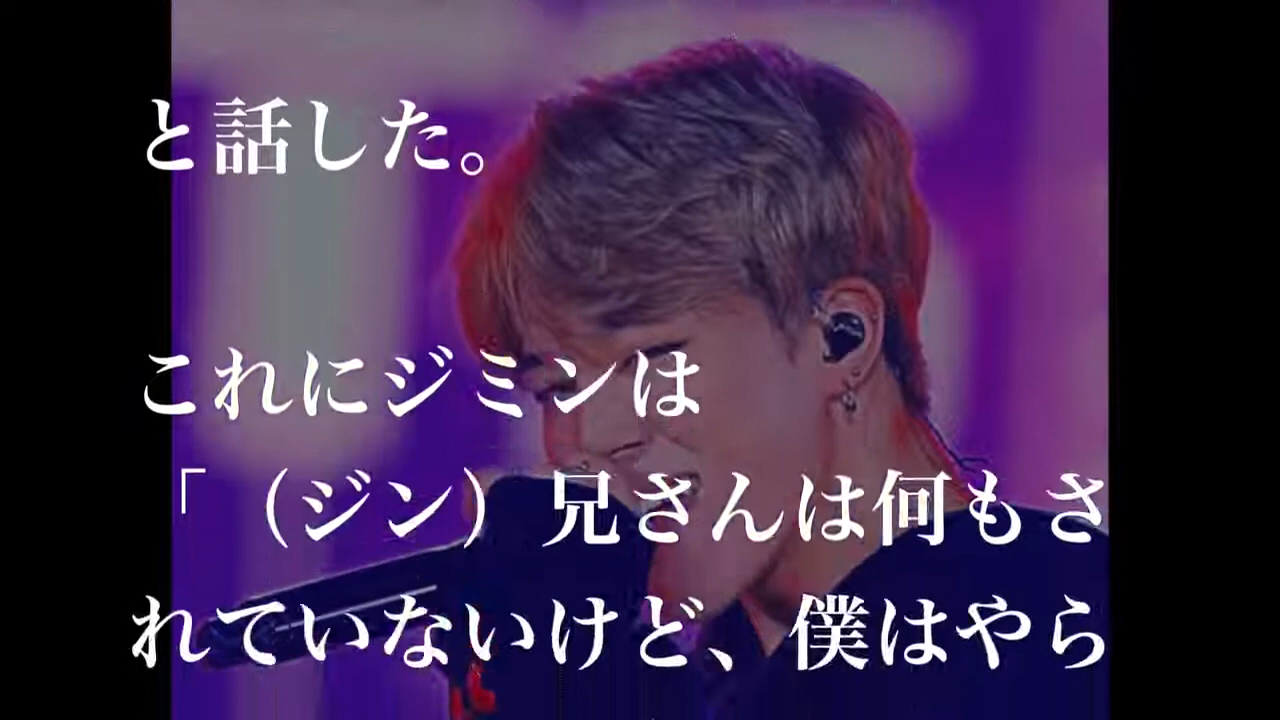 と話した。
これにジミンは
「（ジン）兄さんは何もさ
れていないけど、僕はやら